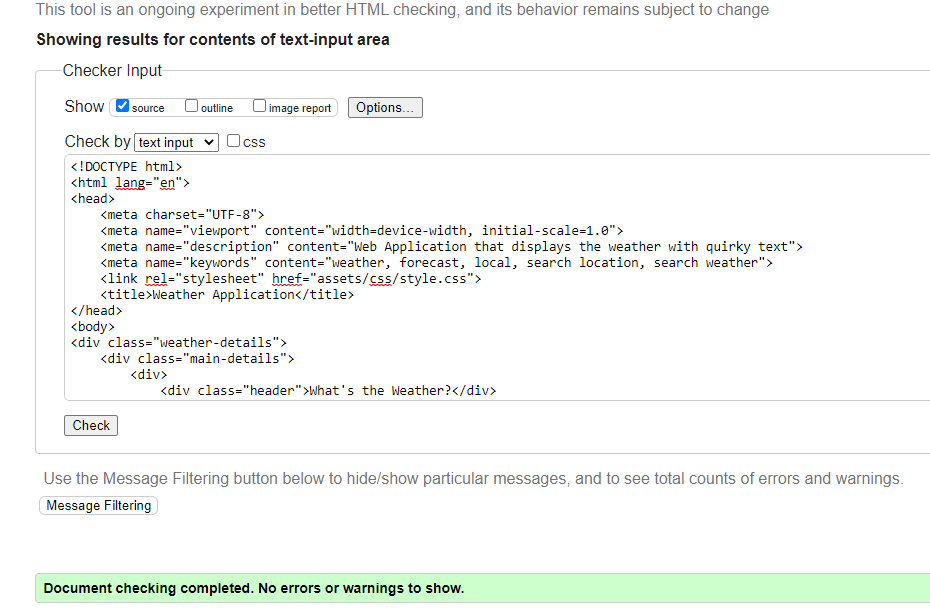 This tool is an ongoing experiment in better HTML checking, and its behavior remains subject to change
Showing results for contents of text-input area
Checker Input
Show source outline image report Options...
Check by text input css
<!DOCTYPE html>
<html lang="en">
<head>
    <meta charset="UTF-8">
    <meta name="viewport" content="width=device-width, initial-scale=1.0">
    <meta name="description" content="Web Application that displays the weather with quirky text">
    <meta name="keywords" content="weather, forecast, local, search location, search weather">
    <link rel="stylesheet" href="assets/css/style.css">
    <title>Weather Application</title>
</head>
<body>
<div class="weather-details">
    <div class="main-details">
        <div>
            <div class="header">What's the Weather?</div>
Check
Use the Message Filtering button below to hide/show particular messages, and to see total counts of errors and warnings.
Message Filtering
Document checking completed. No errors or warnings to show.